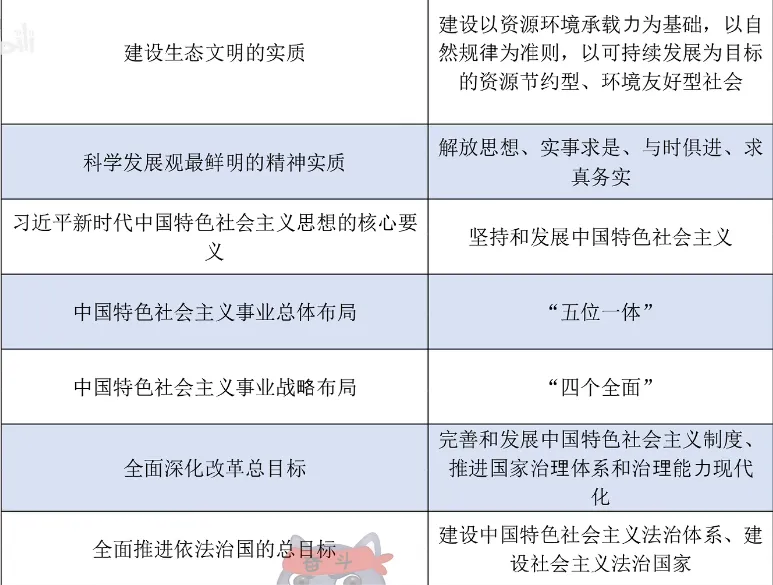 建设生态文明的实质
建设以资源环境承载力为基础，以自
然规律为准则，以可持续发展为目标
的资源节约型、环境友好型社会
科学发展观最鲜明的精神实质
解放思想、实事求是、与时俱进、求
真务实
习近平新时代中国特色社会主义思想的核心要
义
坚持和发展中国特色社会主义
中国特色社会主义事业总体布局
“五位一体”
中国特色社会主义事业战略布局
“四个全面”
全面深化改革总目标
完善和发展中国特色社会主义制度、
推进国家治理体系和治理能力现代
化
全面推进依法治国的总目标
建设中国特色社会主义法治体系、建
设社会主义法治国家
奋斗